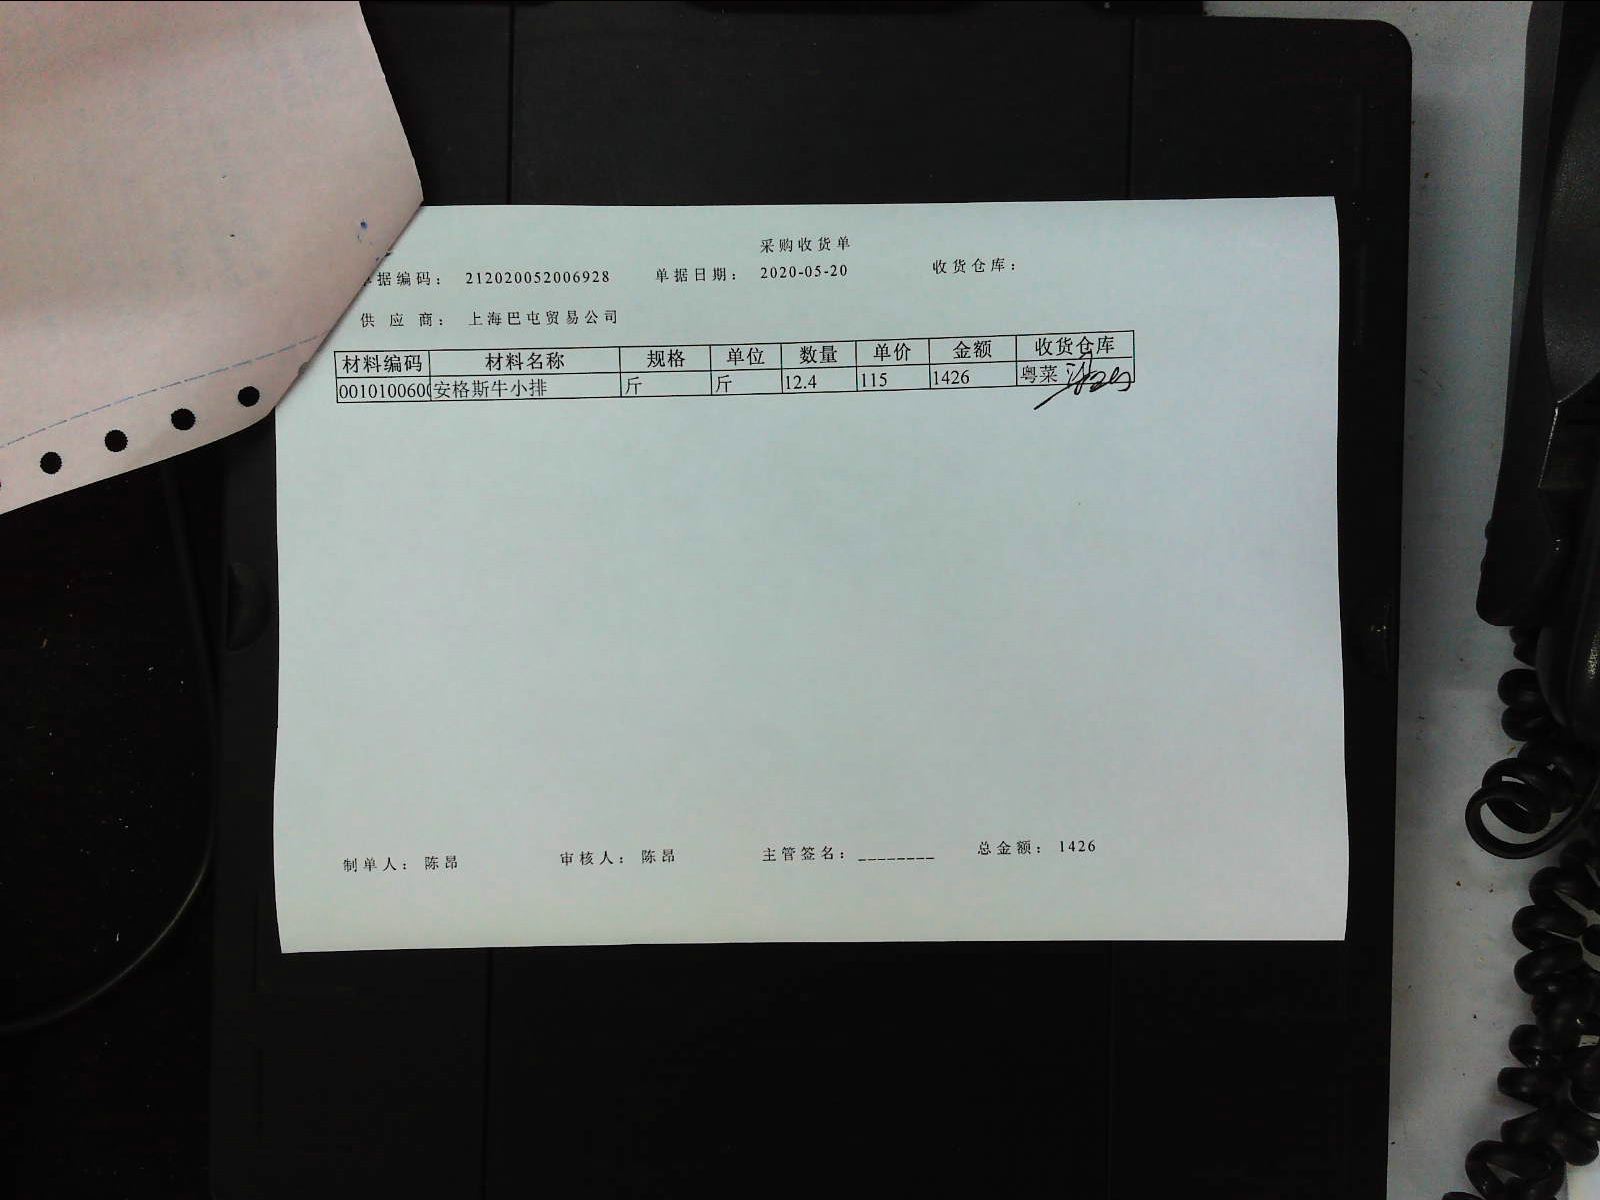 采购收货单
据编码： 212020052006928 单据日期： 2020-05-20 收货仓库：
供 应 商： 上海巴屯贸易公司
材料编码 材料名称 规格 单位 数量 单价 金额 收货仓库
001010060 安格斯牛小排 斤 斤 12.4 115 1426 粤菜
制单人： 陈昂 审核人： 陈昂 主管签名： ________ 总金额： 1426